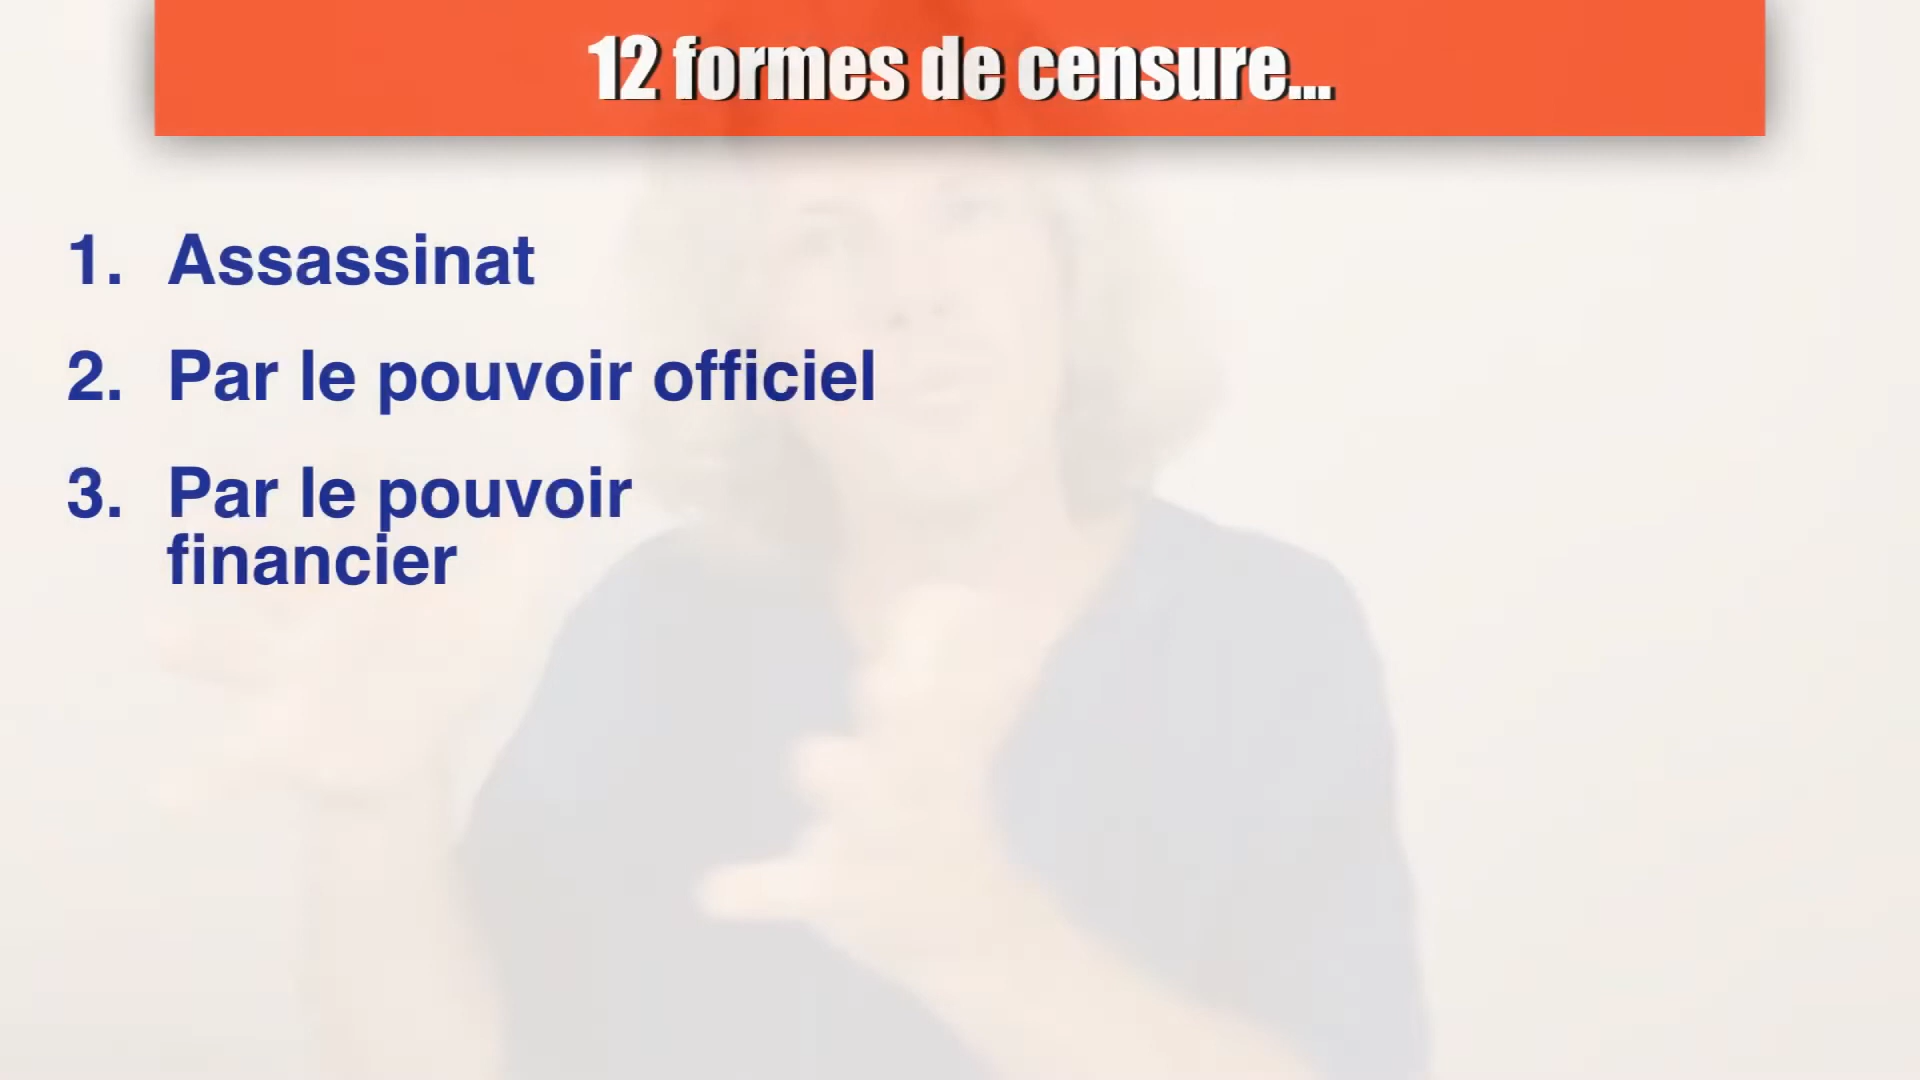 12 formes de censure...
1. Assassinat
2. Par le pouvoir officiel
3. Par le pouvoir
financier